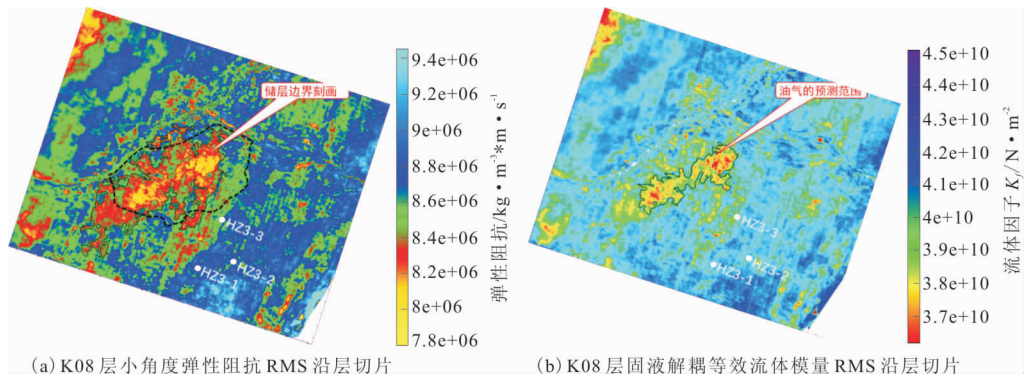 储层边界刻画
HZ3-3
HZ3-2
HZ3-1
9.4e+06
9.2e+06
9e+06
8.8e+06
8.6e+06
8.4e+06
8.2e+06
8e+06
7.8e+06
弹性阻抗/kg·m⁻³*m·s⁻¹
(a)K08层小角度弹性阻抗RMS沿层切片
油气的预测范围
HZ3-3
HZ3-2
HZ3-1
4.5e+10
4.4e+10
4.3e+10
4.2e+10
4.1e+10
4e+10
3.9e+10
3.8e+10
3.7e+10
流体因子Kf/N·m⁻²
(b)K08层固液解耦等效流体模量RMS沿层切片